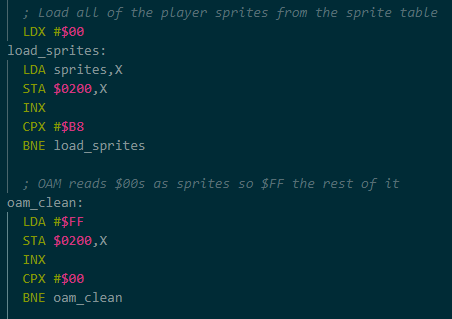 ; Load all of the player sprites from the sprite table
LDX #$00
load_sprites:
LDA sprites,X
STA $0200,X
INX
CPX #$B8
BNE load_sprites
; OAM reads $00s as sprites so $FF the rest of it
oam_clean:
LDA #$FF
STA $0200,X
INX
CPX #$00
BNE oam_clean